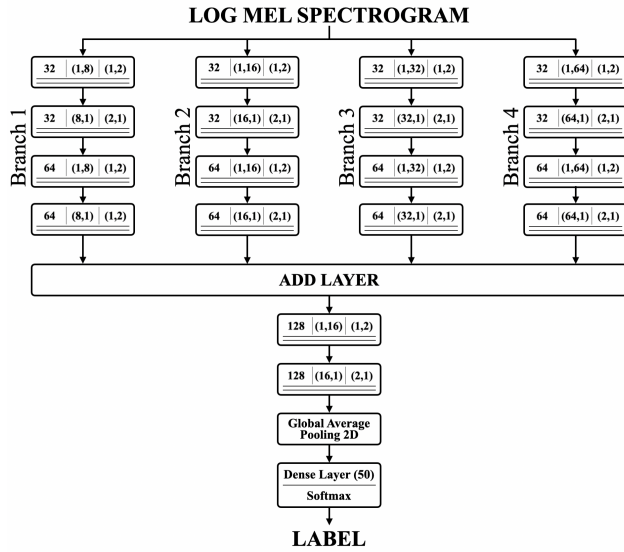 LOG MEL SPECTROGRAM
Branch 1
32 (1,8) (1,2)
32 (8,1) (2,1)
64 (1,8) (1,2)
64 (8,1) (1,2)
Branch 2
32 (1,16) (1,2)
32 (16,1) (2,1)
64 (1,16) (1,2)
64 (16,1) (2,1)
Branch 3
32 (1,32) (1,2)
32 (32,1) (2,1)
64 (1,32) (1,2)
64 (32,1) (2,1)
Branch 4
32 (1,64) (1,2)
32 (64,1) (2,1)
64 (1,64) (1,2)
64 (64,1) (2,1)
ADD LAYER
128 (1,16) (1,2)
128 (16,1) (2,1)
Global Average
Pooling 2D
Dense Layer (50)
Softmax
LABEL